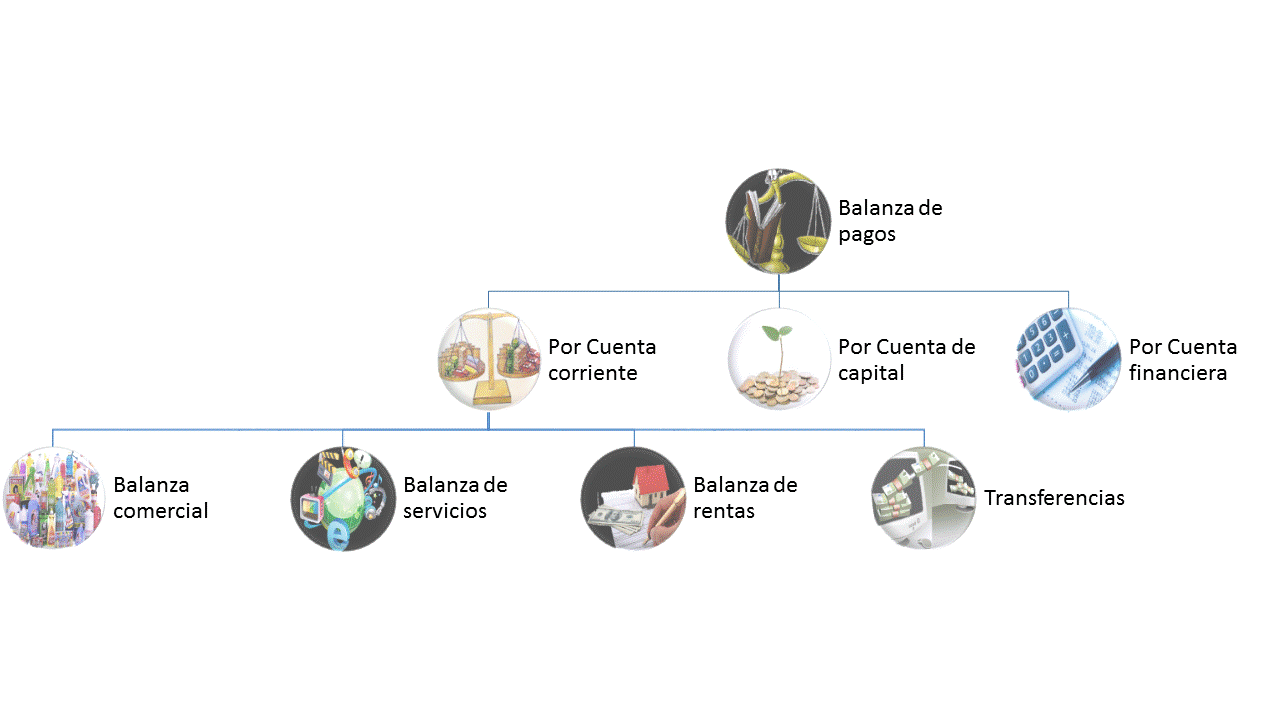 Balanza de
pagos
Por Cuenta
corriente
Por Cuenta de
capital
Por Cuenta
financiera
Balanza
comercial
Balanza de
servicios
Balanza de
rentas
Transferencias